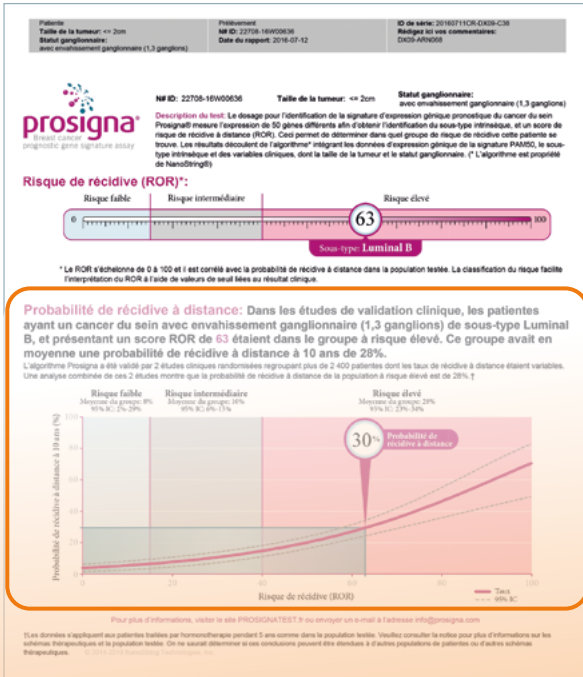 Patiente
Taille de la tumeur: <= 2cm
Statut ganglionnaire:
avec envahissement ganglionnaire (1,3 ganglions)
Prélèvement
N# ID: 22708-16W00636
Date du rapport: 2016-07-12
ID de série: 20160711CR-DX09-C38
Rédigez ici vos commentaires:
DX09-ARN088
prosigna®
Breast cancer
prognostic gene signature assay
N# ID: 22708-16W00636
Taille de la tumeur: <= 2cm
Statut ganglionnaire:
avec envahissement ganglionnaire (1,3 ganglions)
Description du test: Le dosage pour l'identification de la signature d'expression génique pronostique du cancer du sein
Prosigna® mesure l'expression de 50 gènes différents afin d'obtenir l'identification du sous-type intrinsèque, et un score de
risque de récidive à distance (ROR). Ceci permet de déterminer dans quel groupe de risque de récidive cette patiente se
trouve. Les résultats découlent de l'algorithme* intégrant les données d'expression génique de la signature PAM50, le sous-
type intrinsèque et des variables cliniques, dont la taille de la tumeur et le statut ganglionnaire. (* L'algorithme est propriété
de NanoString®)
Risque de récidive (ROR)*:
Risque faible
Risque intermédiaire
Risque élevé
0
63
100
Sous-type: Luminal B
* Le ROR s'échelonne de 0 à 100 et il est corrélé avec la probabilité de récidive à distance dans la population testée. La classification du risque facilite
l'interprétation du ROR à l'aide de valeurs de seuil liées au résultat clinique.
Probabilité de récidive à distance: Dans les études de validation clinique, les patientes
ayant un cancer du sein avec envahissement ganglionnaire (1,3 ganglions) de sous-type Luminal
B, et présentant un score ROR de 63 étaient dans le groupe à risque élevé. Ce groupe avait en
moyenne une probabilité de récidive à distance à 10 ans de 28%.
L'algorithme Prosigna a été validé par 2 études cliniques randomisées regroupant plus de 2 400 patientes dont les taux de récidive à distance étaient variables.
Une analyse combinée de ces 2 études montre que la probabilité de récidive à distance de la population à risque élevé est de 28%.†
Risque faible
Moyenne du groupe: 8%
95% IC: 2%-29%
Risque intermédiaire
Moyenne du groupe: 10%
95% IC: 6%-15%
Risque élevé
Moyenne du groupe: 28%
95% IC: 23%-34%
30%
Probabilité de
récidive à distance
Probabilité de récidive à distance à 10 ans (%)
100
80
60
40
20
0
0
20
40
60
80
100
Risque de récidive (ROR)
Taux
95% IC
Pour plus d'informations, visiter le site PROSIGNATEST.fr ou envoyer un e-mail à l'adresse info@prosigna.com
†Les données s'appliquent aux patientes traitées par hormonothérapie pendant 5 ans comme dans la population testée. Veuillez consulter la notice pour plus d'informations sur les
schémas thérapeutiques et la population testée. On ne saurait déterminer si ces conclusions peuvent être étendues à d'autres populations de patientes ou d'autres schémas
thérapeutiques.